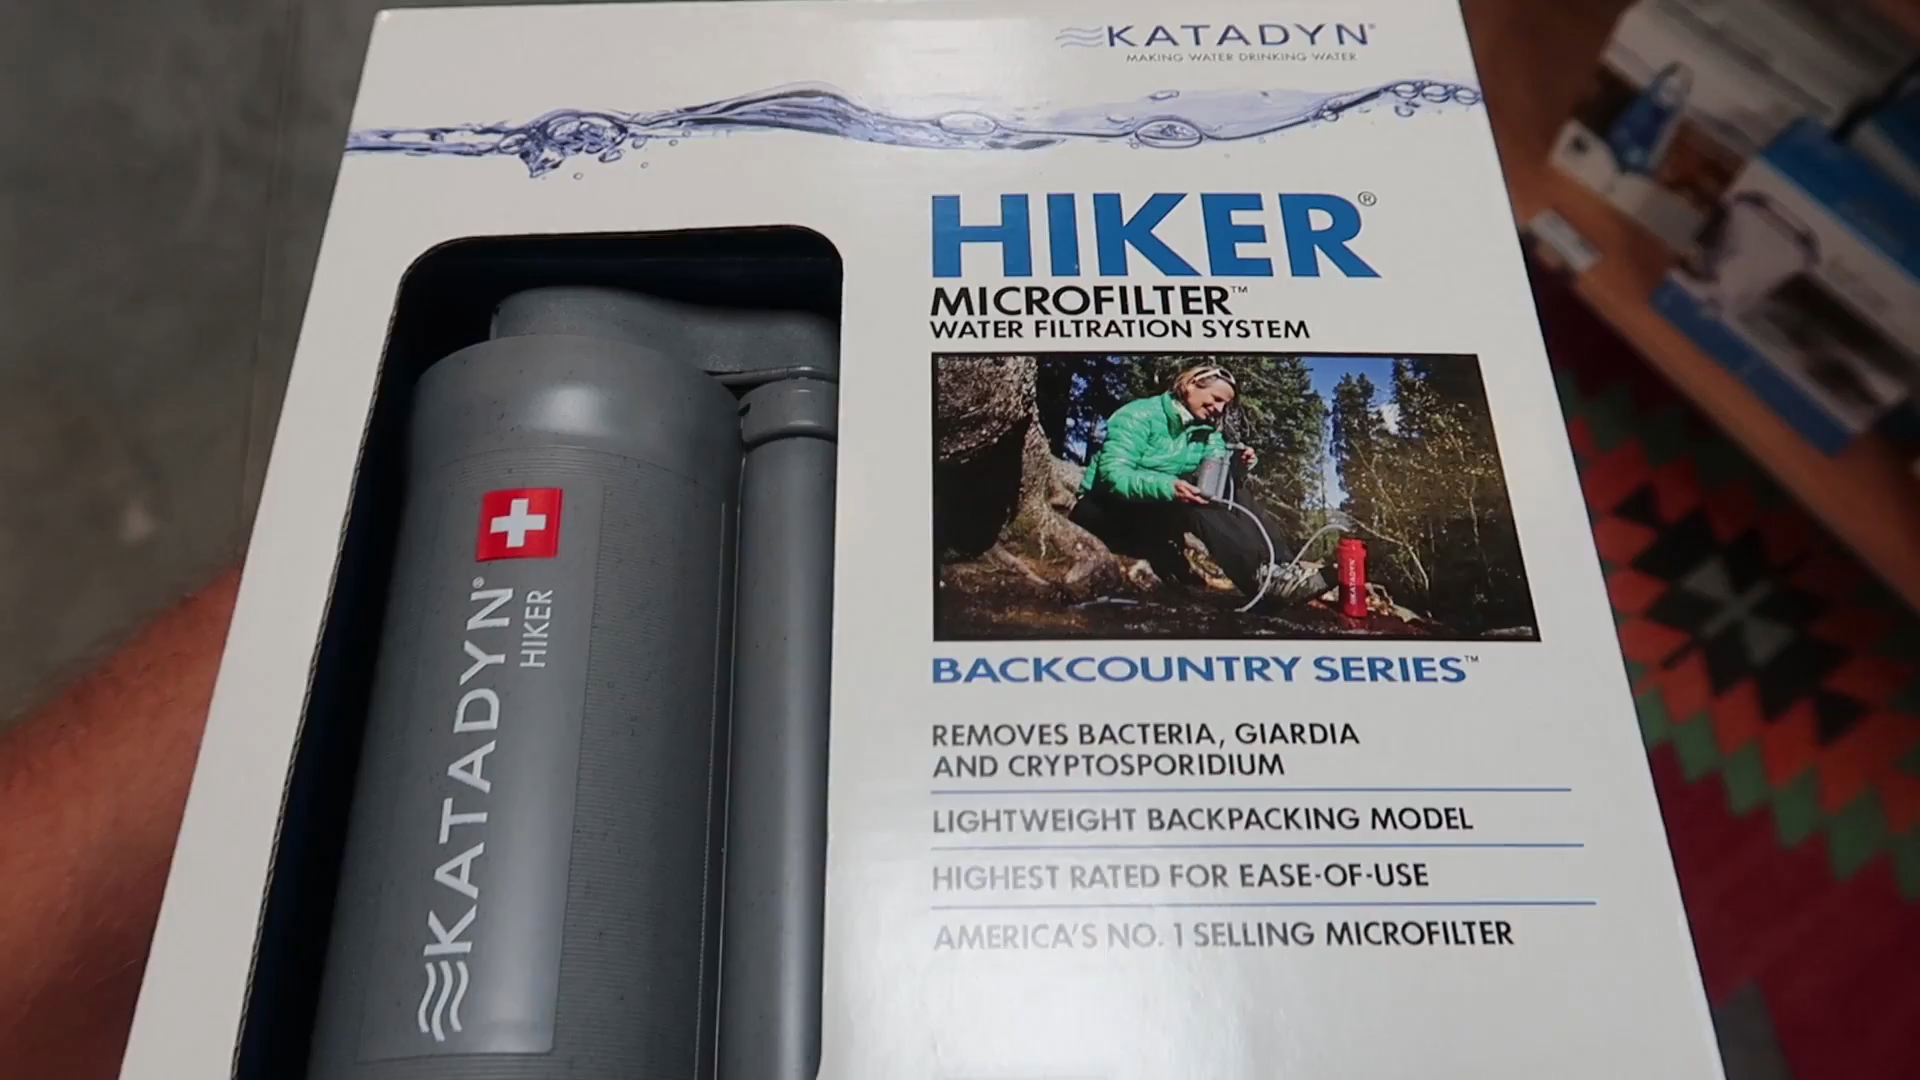 KATADYN®
MAKING WATER DRINKING WATER
HIKER®
MICROFILTER™
WATER FILTRATION SYSTEM
KATADYN
BACKCOUNTRY SERIES™
REMOVES BACTERIA, GIARDIA
AND CRYPTOSPORIDIUM
LIGHTWEIGHT BACKPACKING MODEL
HIGHEST RATED FOR EASE-OF-USE
AMERICA'S NO. 1 SELLING MICROFILTER
KATADYN®
HIKER